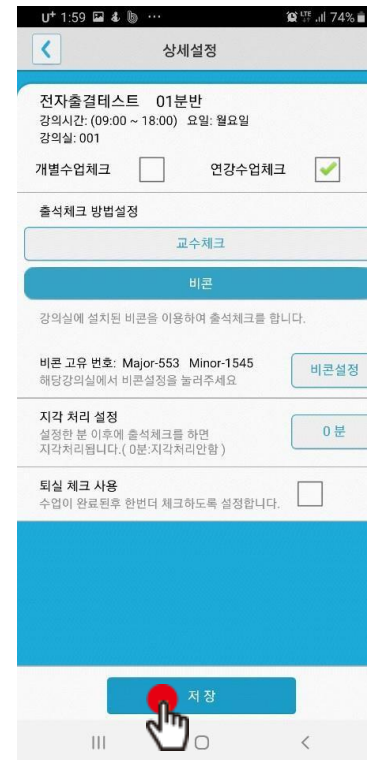 U+ 1:59 LTE 74%
상세설정
전자출결테스트 01분반
강의시간: (09:00 ~ 18:00) 요일: 월요일
강의실: 001
개별수업체크 연강수업체크
출석체크 방법설정
교수체크
비콘
강의실에 설치된 비콘을 이용하여 출석체크를 합니다.
비콘 고유 번호: Major-553 Minor-1545
해당강의실에서 비콘설정을 눌러주세요
비콘설정
지각 처리 설정
설정한 분 이후에 출석체크를 하면
지각처리됩니다.( 0분:지각처리안함 )
0 분
퇴실 체크 사용
수업이 완료된후 한번더 체크하도록 설정합니다.
저 장